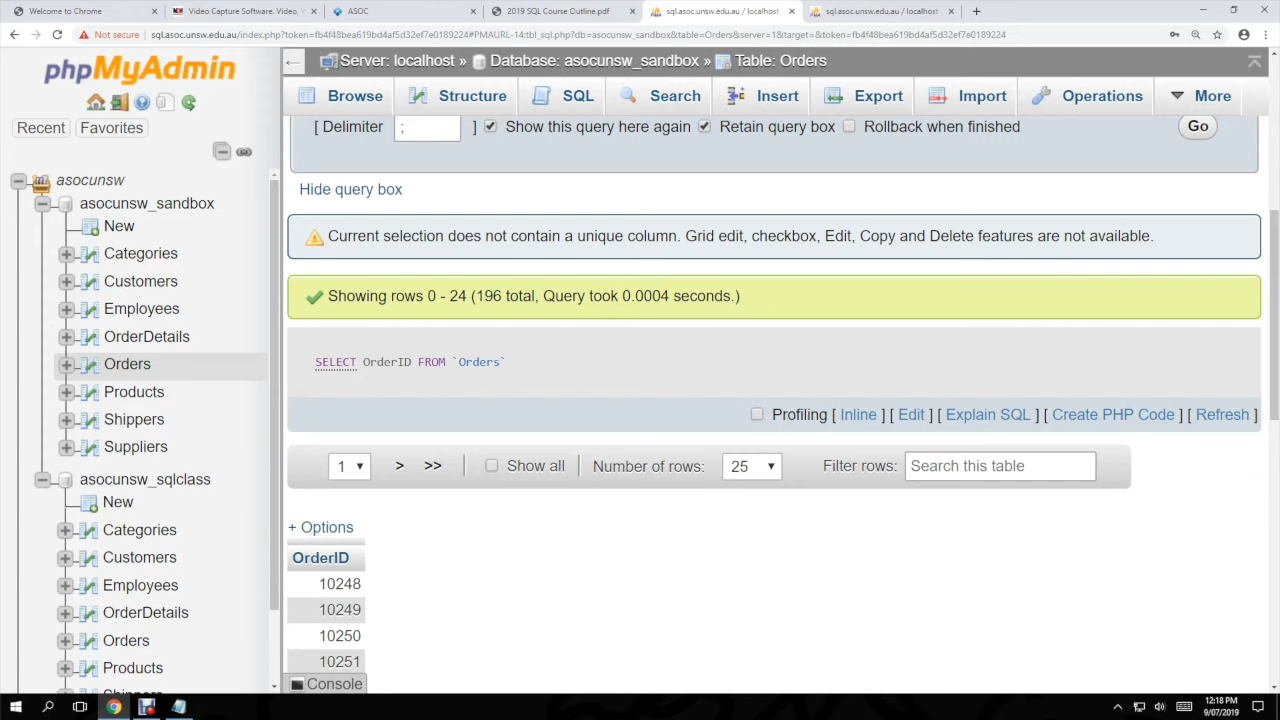 Welcome to Chrome
Video Capture Software. Video, V
ASOC
2019 SQL Course Outline.pdf
sql.asoc.unsw.edu.au / localhost
sql.asoc.unsw.edu.au / localhost
Not secure | sql.asoc.unsw.edu.au/index.php?token=fb4f48bea619bd4af5d32ef7e0189224#PMAURL-14:tbl_sql.php?db=asocunsw_sandbox&table=Orders&server=1&target=&token=fb4f48bea619bd4af5d32ef7e0189224
phpMyAdmin
Recent Favorites
asocunsw
asocunsw_sandbox
New
Categories
Customers
Employees
OrderDetails
Orders
Products
Shippers
Suppliers
asocunsw_sqlclass
New
Categories
Customers
Employees
OrderDetails
Orders
Products
Server: localhost » Database: asocunsw_sandbox » Table: Orders
Browse Structure SQL Search Insert Export Import Operations More
[ Delimiter ; ] Show this query here again Retain query box Rollback when finished Go
Hide query box
Current selection does not contain a unique column. Grid edit, checkbox, Edit, Copy and Delete features are not available.
Showing rows 0 - 24 (196 total, Query took 0.0004 seconds.)
SELECT OrderID FROM `Orders`
Profiling [ Inline ] [ Edit ] [ Explain SQL ] [ Create PHP Code ] [ Refresh ]
1 > >> Show all Number of rows: 25 Filter rows: Search this table
+ Options
OrderID
10248
10249
10250
10251
Console
12:18 PM
9/07/2019